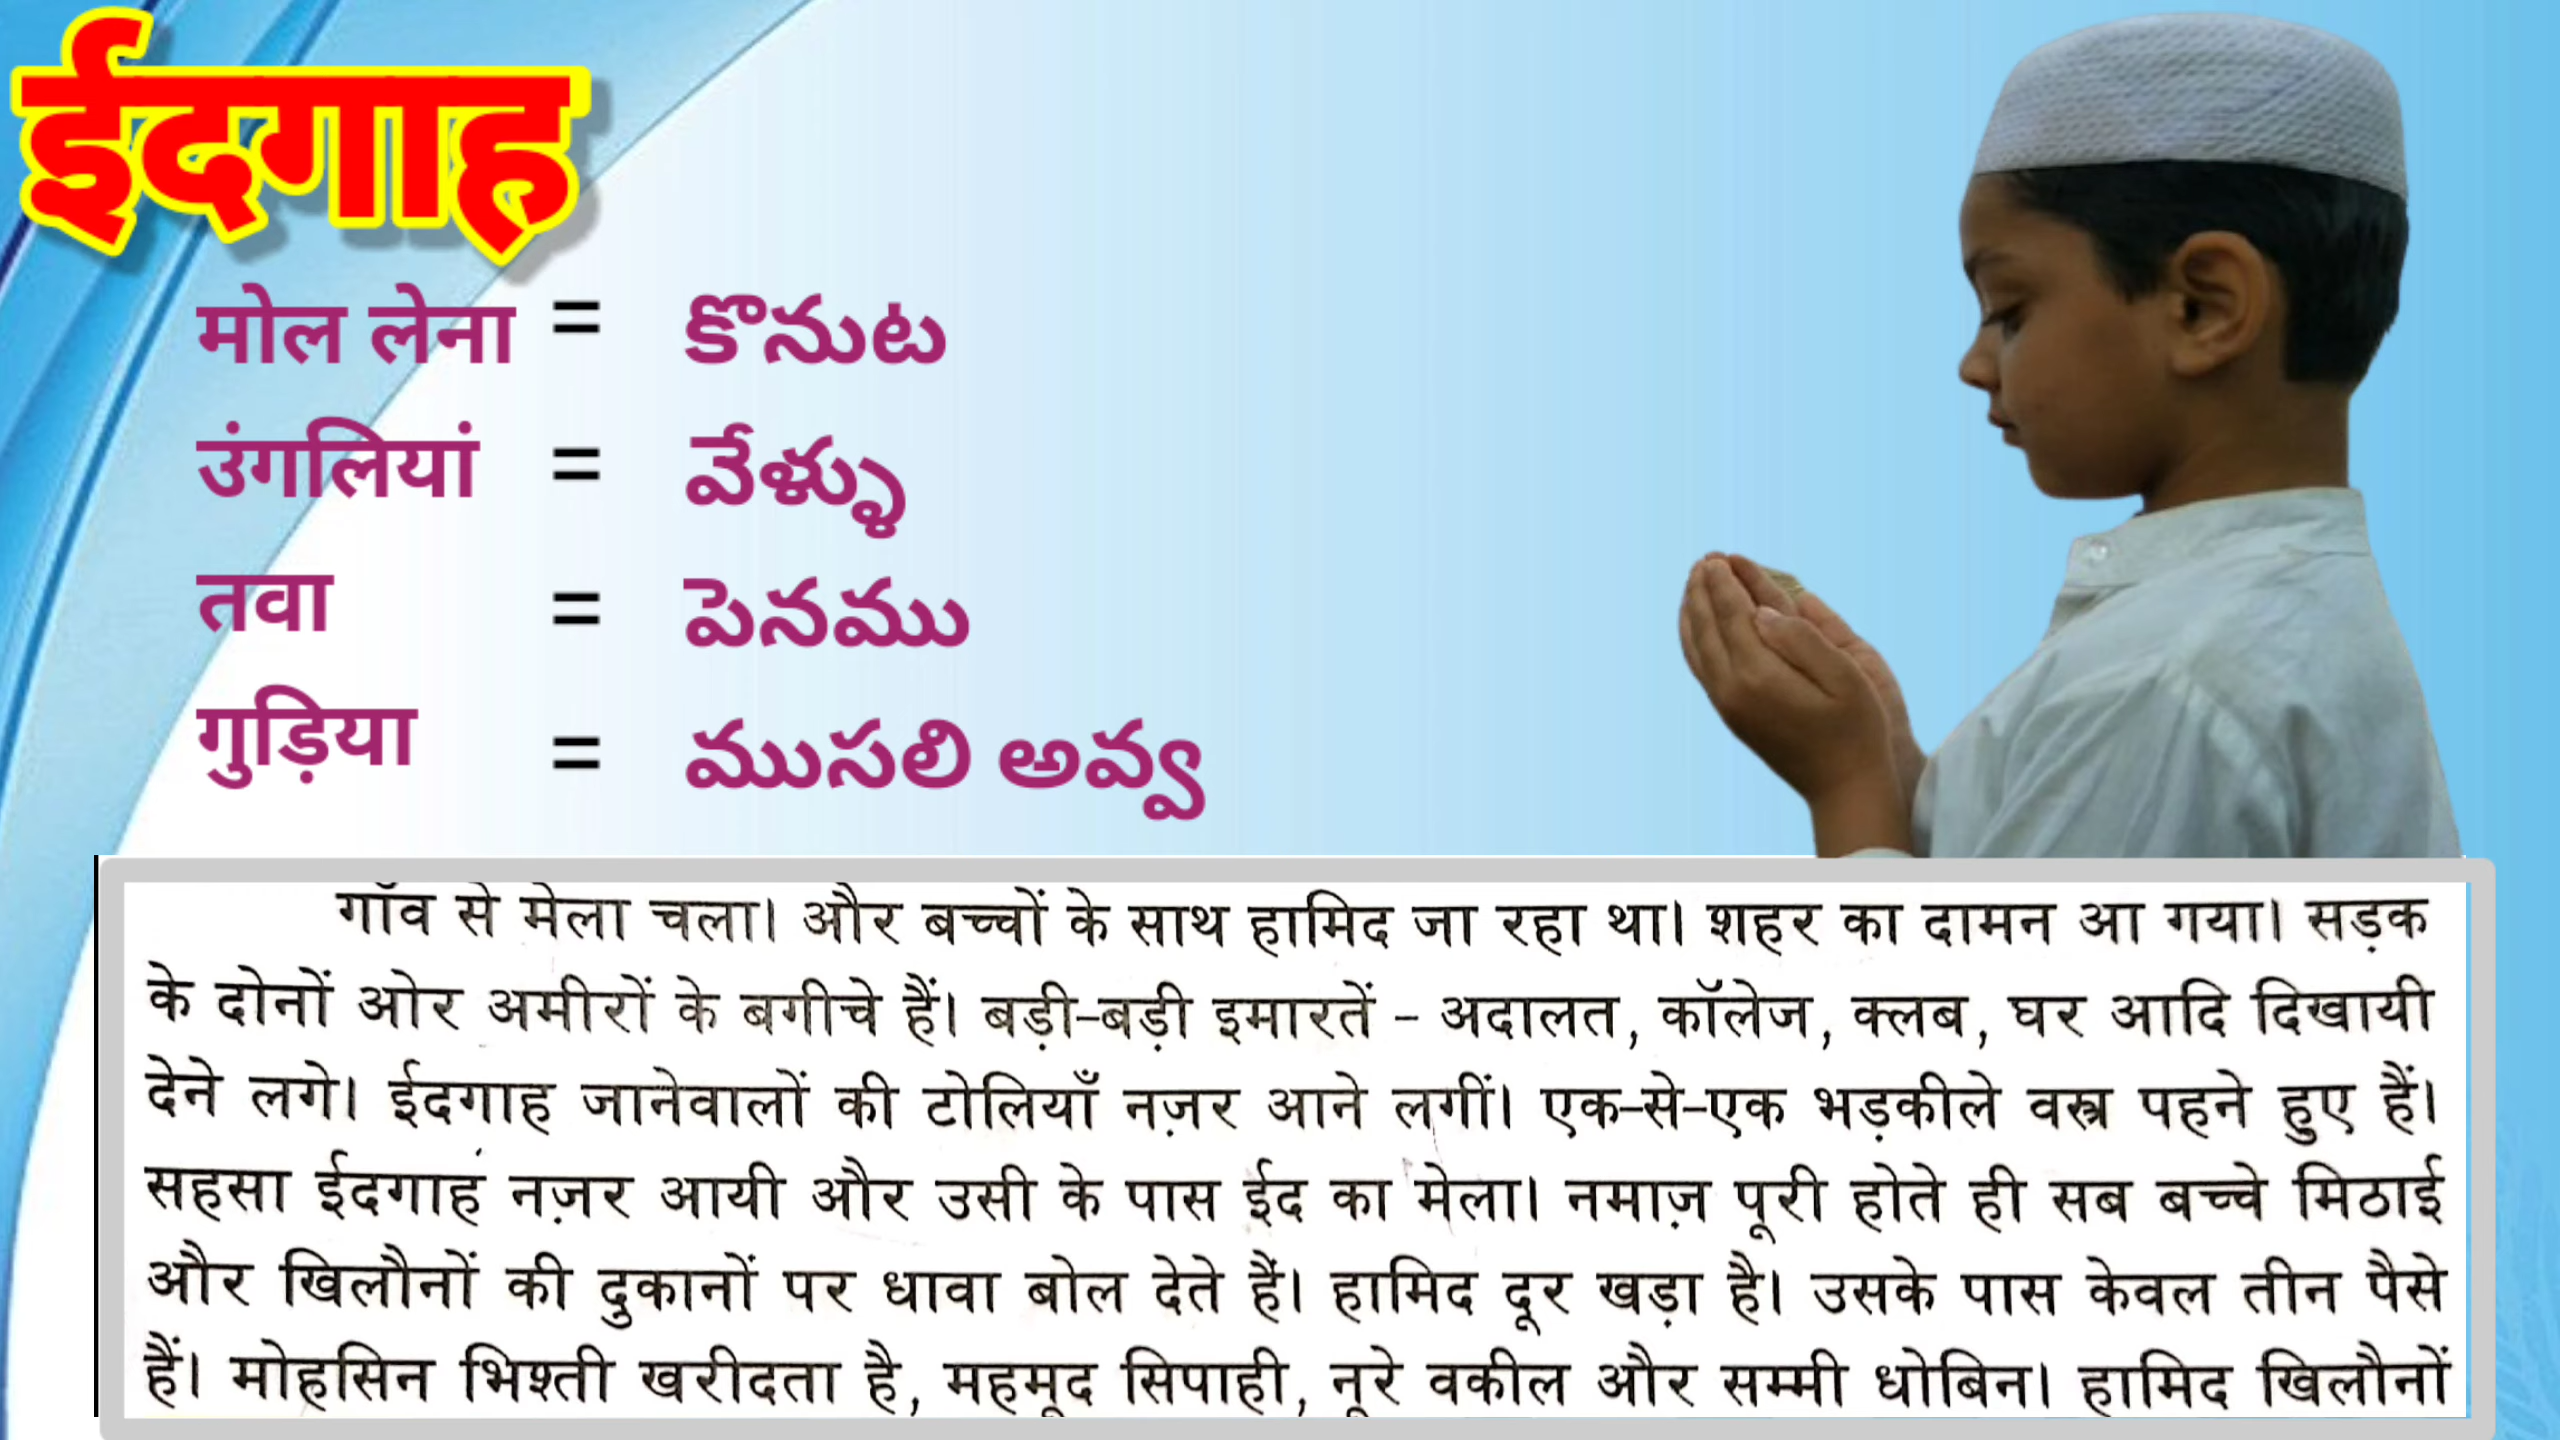 ईदगाह
मोल लेना = కొనుట
उंगलियां = వేళ్ళు
तवा = పెనము
गुड़िया = ముసలి అవ్వ
गाँव से मेला चला। और बच्चों के साथ हामिद जा रहा था। शहर का दामन आ गया। सड़क
के दोनों ओर अमीरों के बगीचे हैं। बड़ी-बड़ी इमारतें - अदालत, कॉलेज, क्लब, घर आदि दिखायी
देने लगे। ईदगाह जानेवालों की टोलियाँ नज़र आने लगीं। एक-से-एक भड़कीले वस्त्र पहने हुए हैं।
सहसा ईदगाह नज़र आयी और उसी के पास ईद का मेला। नमाज़ पूरी होते ही सब बच्चे मिठाई
और खिलौनों की दुकानों पर धावा बोल देते हैं। हामिद दूर खड़ा है। उसके पास केवल तीन पैसे
हैं। मोहसिन भिश्ती खरीदता है, महमूद सिपाही, नूरे वकील और सम्मी धोबिन। हामिद खिलौनों